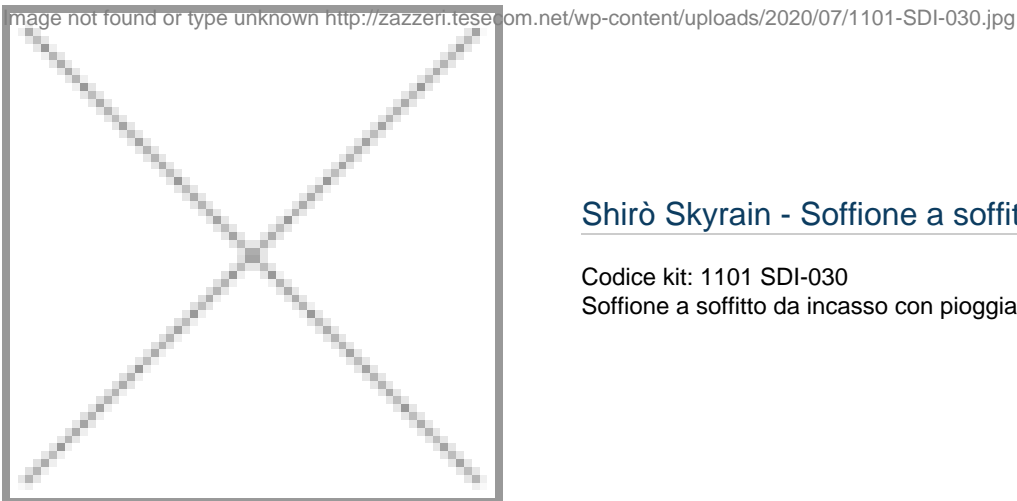 Image not found or type unknown http://zazzeri.tesecom.net/wp-content/uploads/2020/07/1101-SDI-030.jpg
Shirò Skyrain - Soffione a soffit
Codice kit: 1101 SDI-030
Soffione a soffitto da incasso con pioggia